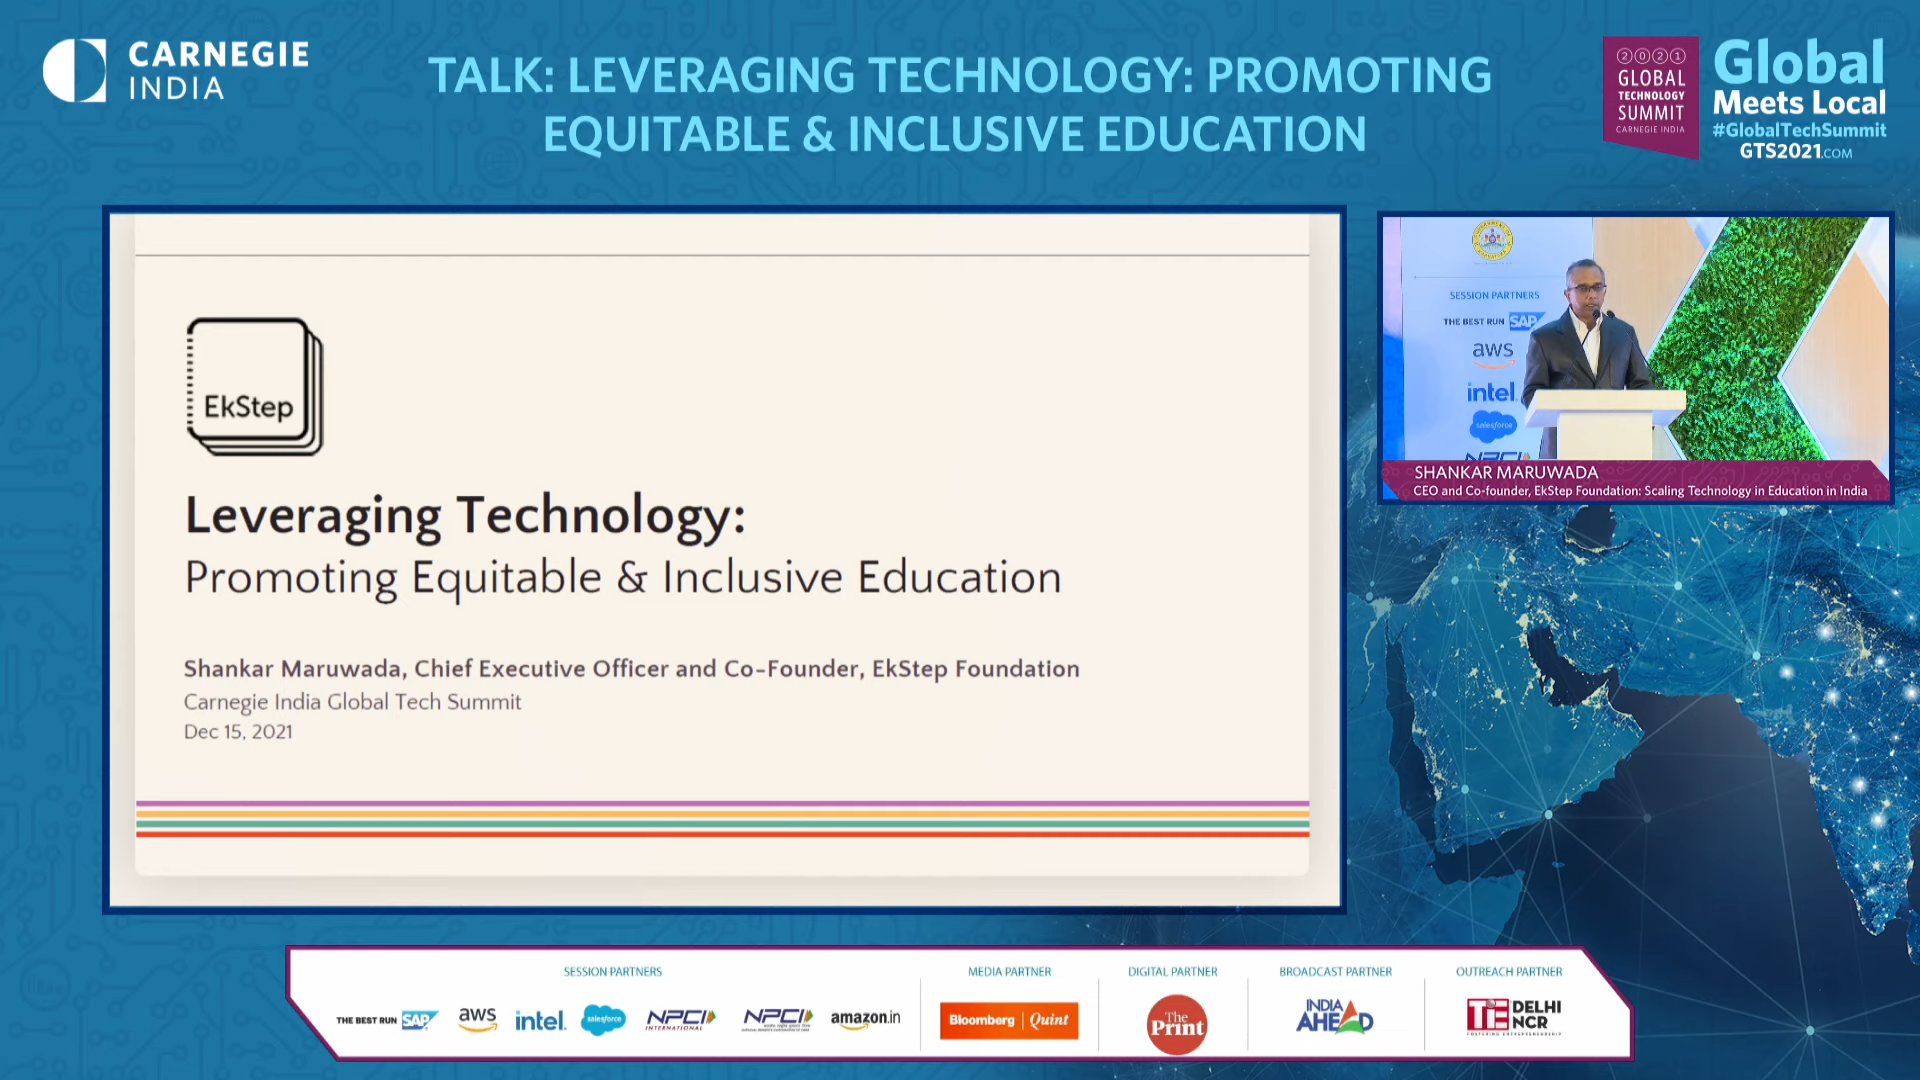 CARNEGIE
INDIA
TALK: LEVERAGING TECHNOLOGY: PROMOTING
EQUITABLE & INCLUSIVE EDUCATION
2021
GLOBAL
TECHNOLOGY
SUMMIT
CARNEGIE INDIA
Global
Meets Local
#GlobalTechSummit
GTS2021.COM
EkStep
Leveraging Technology:
Promoting Equitable & Inclusive Education
Shankar Maruwada, Chief Executive Officer and Co-Founder, EkStep Foundation
Carnegie India Global Tech Summit
Dec 15, 2021
SESSION PARTNERS
THE BEST RUN SAP
aws
intel
salesforce
NPCI
SHANKAR MARUWADA
CEO and Co-founder, EkStep Foundation: Scaling Technology in Education in India
SESSION PARTNERS
THE BEST RUN SAP
aws
intel.
salesforce
NPCI
INTERNATIONAL
NPCI
amazon.in
MEDIA PARTNER
Bloomberg | Quint
DIGITAL PARTNER
The
Print
BROADCAST PARTNER
INDIA
AHEAD
OUTREACH PARTNER
TiE DELHI
NCR
FOSTERING ENTREPRENEURSHIP